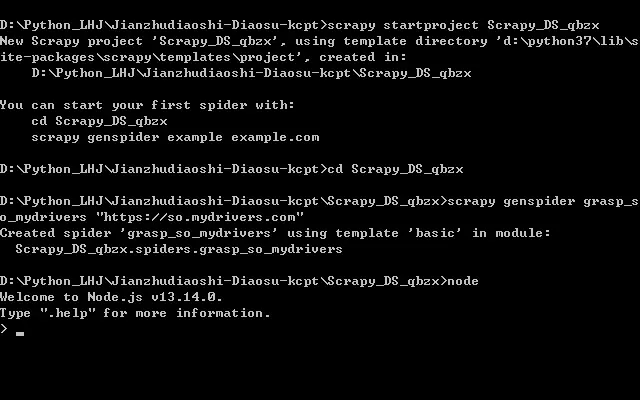 D:\Python_LHJ\Jianzhudiaoshi-Diaosu-kcpt>scrapy startproject Scrapy_DS_qbzx
New Scrapy project 'Scrapy_DS_qbzx', using template directory 'd:\python37\lib\s
ite-packages\scrapy\templates\project', created in:
    D:\Python_LHJ\Jianzhudiaoshi-Diaosu-kcpt\Scrapy_DS_qbzx

You can start your first spider with:
    cd Scrapy_DS_qbzx
    scrapy genspider example example.com

D:\Python_LHJ\Jianzhudiaoshi-Diaosu-kcpt>cd Scrapy_DS_qbzx

D:\Python_LHJ\Jianzhudiaoshi-Diaosu-kcpt\Scrapy_DS_qbzx>scrapy genspider grasp_s
o_mydrivers "https://so.mydrivers.com"
Created spider 'grasp_so_mydrivers' using template 'basic' in module:
  Scrapy_DS_qbzx.spiders.grasp_so_mydrivers

D:\Python_LHJ\Jianzhudiaoshi-Diaosu-kcpt\Scrapy_DS_qbzx>node
Welcome to Node.js v13.14.0.
Type ".help" for more information.
> _